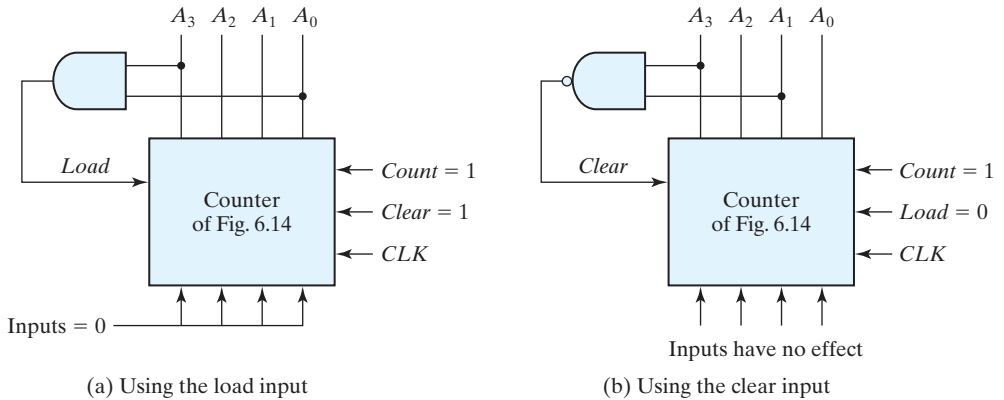 A3 A2 A1 A0
Load
Counter
of Fig. 6.14
Count = 1
Clear = 1
CLK
Inputs = 0
(a) Using the load input
A3 A2 A1 A0
Clear
Counter
of Fig. 6.14
Count = 1
Load = 0
CLK
Inputs have no effect
(b) Using the clear input